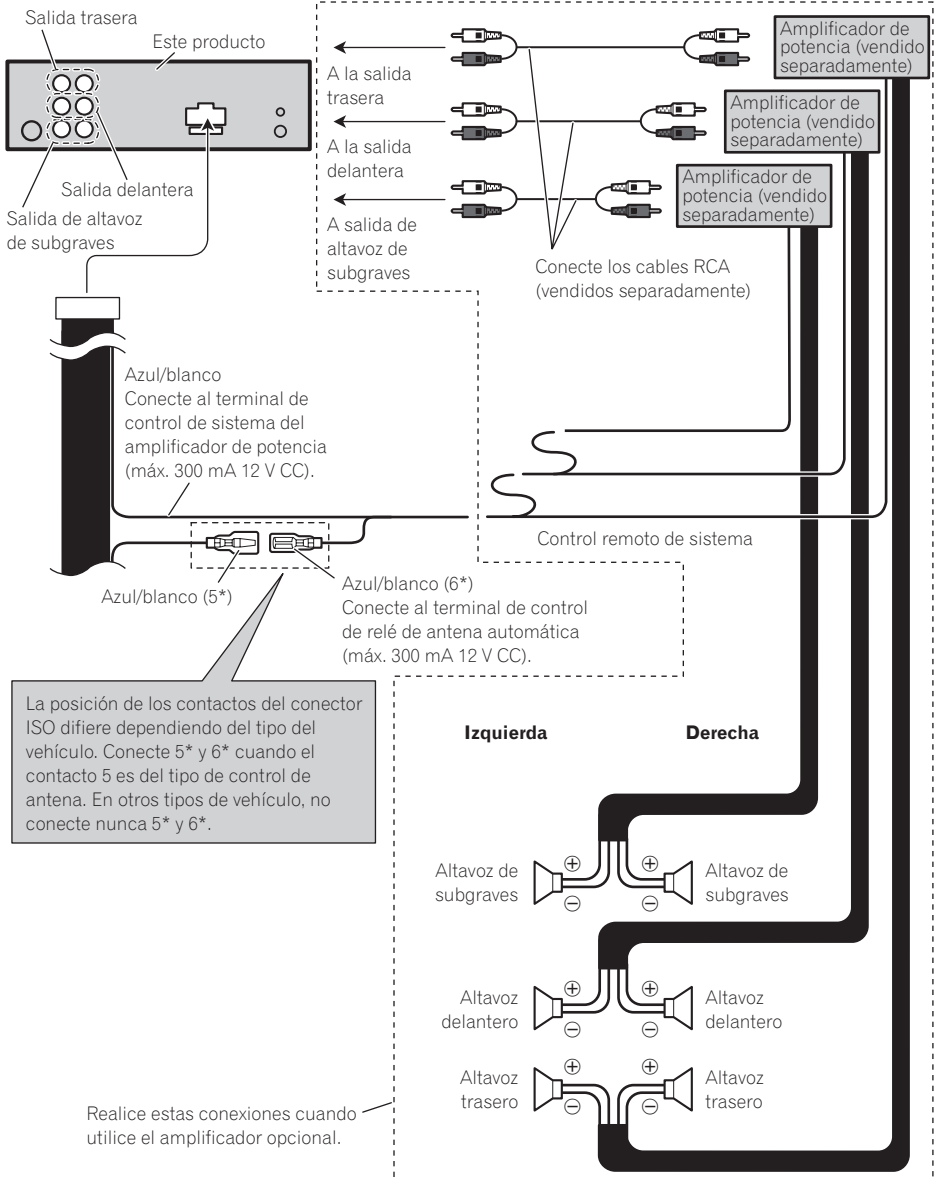 Salida trasera
Este producto
Salida delantera
Salida de altavoz
de subgraves
A la salida
trasera
A la salida
delantera
A salida de
altavoz de
subgraves
Amplificador de
potencia (vendido
separadamente)
Amplificador de
potencia (vendido
separadamente)
Amplificador de
potencia (vendido
separadamente)
Conecte los cables RCA
(vendidos separadamente)
Azul/blanco
Conecte al terminal de
control de sistema del
amplificador de potencia
(máx. 300 mA 12 V CC).
Control remoto de sistema
Azul/blanco (5*)
Azul/blanco (6*)
Conecte al terminal de control
de relé de antena automática
(máx. 300 mA 12 V CC).
La posición de los contactos del conector
ISO difiere dependiendo del tipo del
vehículo. Conecte 5* y 6* cuando el
contacto 5 es del tipo de control de
antena. En otros tipos de vehículo, no
conecte nunca 5* y 6*.
Izquierda
Derecha
Altavoz de
subgraves
+
−
+
−
Altavoz de
subgraves
Altavoz
delantero
+
−
+
−
Altavoz
delantero
Altavoz
trasero
+
−
+
−
Altavoz
trasero
Realice estas conexiones cuando
utilice el amplificador opcional.